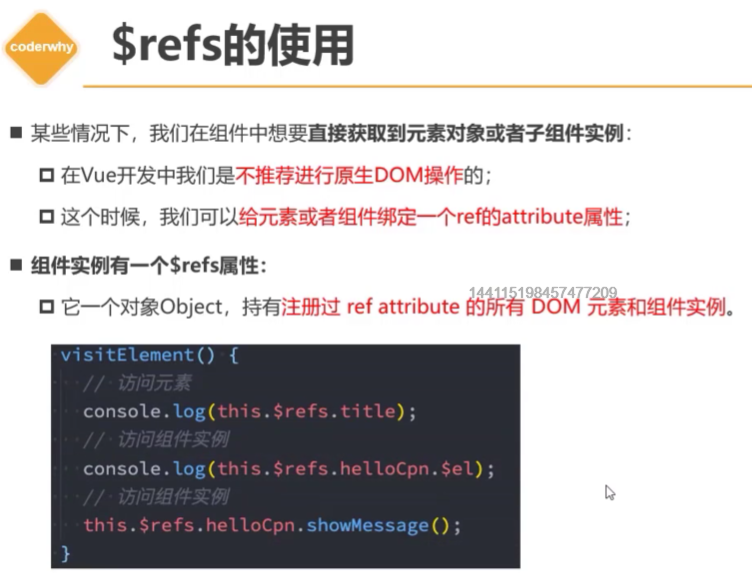 coderwhy
$refs的使用
某些情况下，我们在组件中想要直接获取到元素对象或者子组件实例：
在Vue开发中我们是不推荐进行原生DOM操作的；
这个时候，我们可以给元素或者组件绑定一个ref的attribute属性；
组件实例有一个$refs属性：
144115198457477209
它一个对象Object，持有注册过 ref attribute 的所有 DOM 元素和组件实例。
visitElement() {
// 访问元素
console.log(this.$refs.title);
// 访问组件实例
console.log(this.$refs.helloCpn.$el);
// 访问组件实例
this.$refs.helloCpn.showMessage();
}